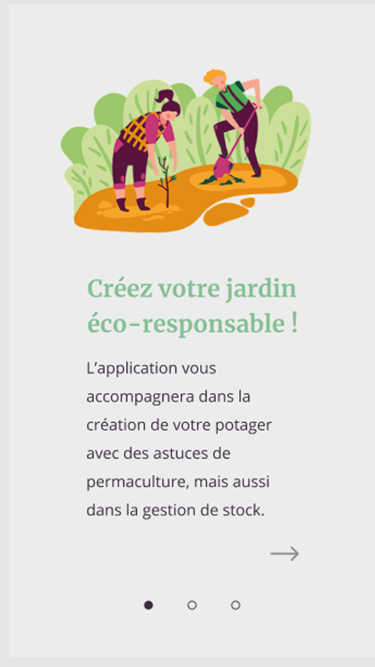 Créez votre jardin
éco-responsable !
L’application vous
accompagnera dans la
création de votre potager
avec des astuces de
permaculture, mais aussi
dans la gestion de stock.